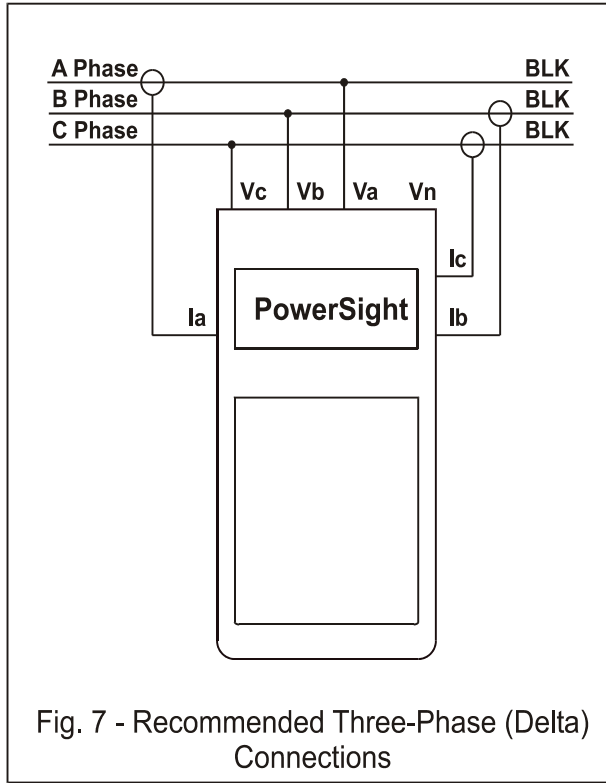 A Phase BLK
B Phase BLK
C Phase BLK
Vc Vb Va Vn
Ic
Ia PowerSight Ib
Fig. 7 - Recommended Three-Phase (Delta)
Connections